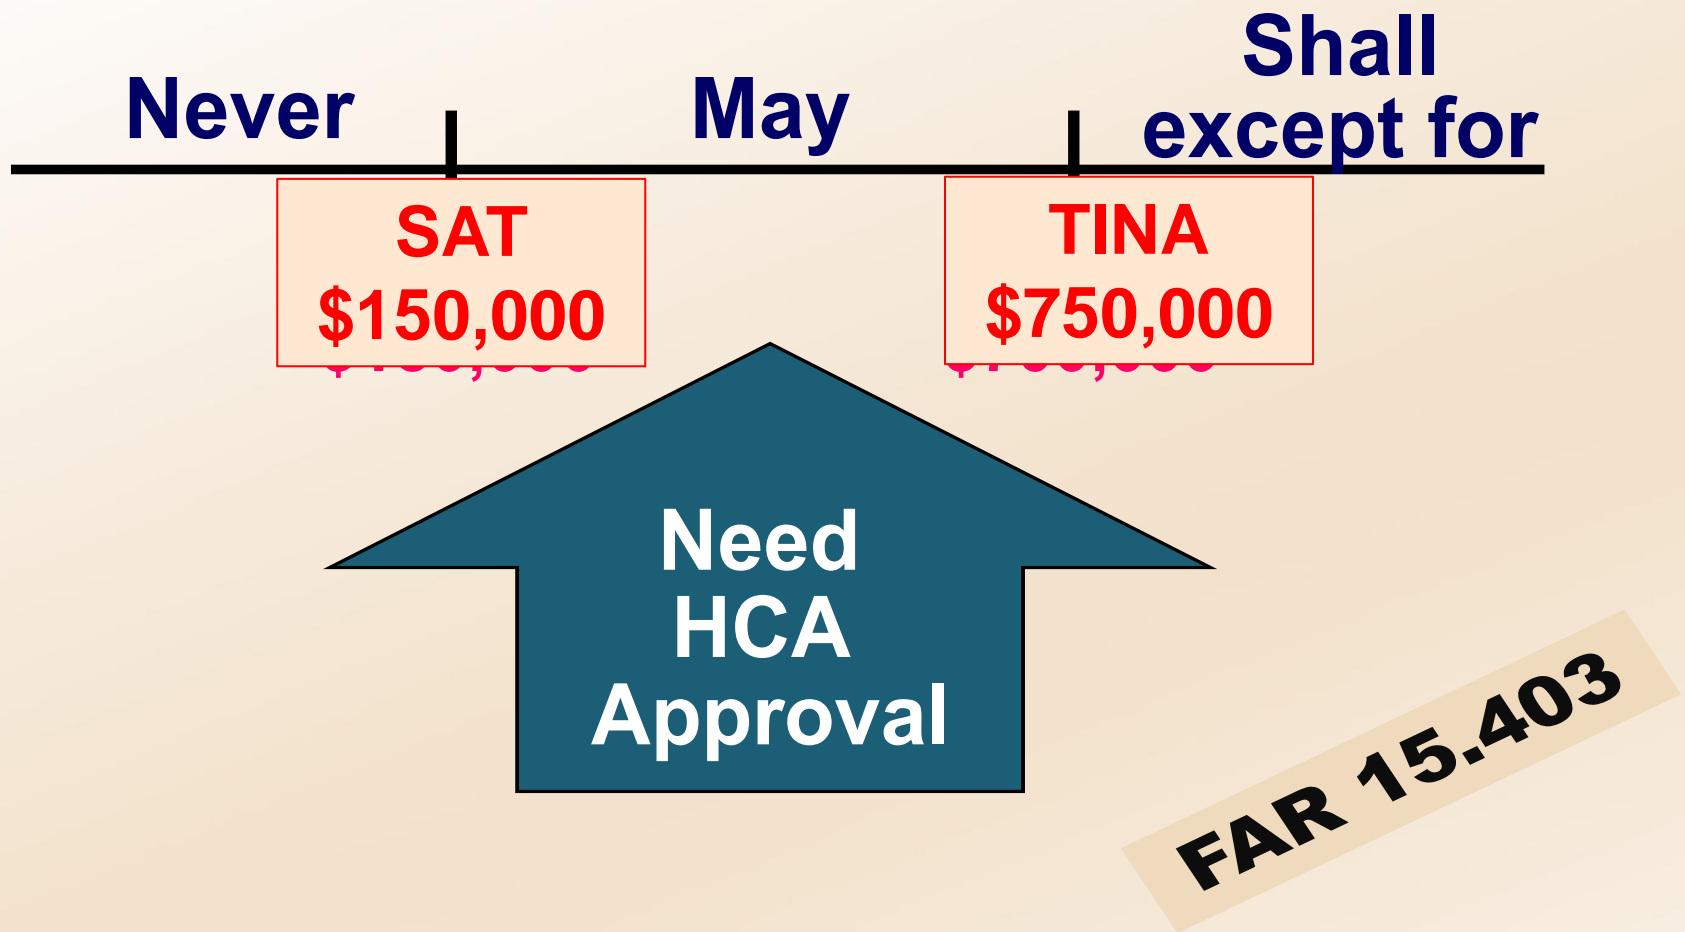 Never
May
Shall
except for
SAT
$150,000
TINA
$750,000
Need
HCA
Approval
FAR 15.403